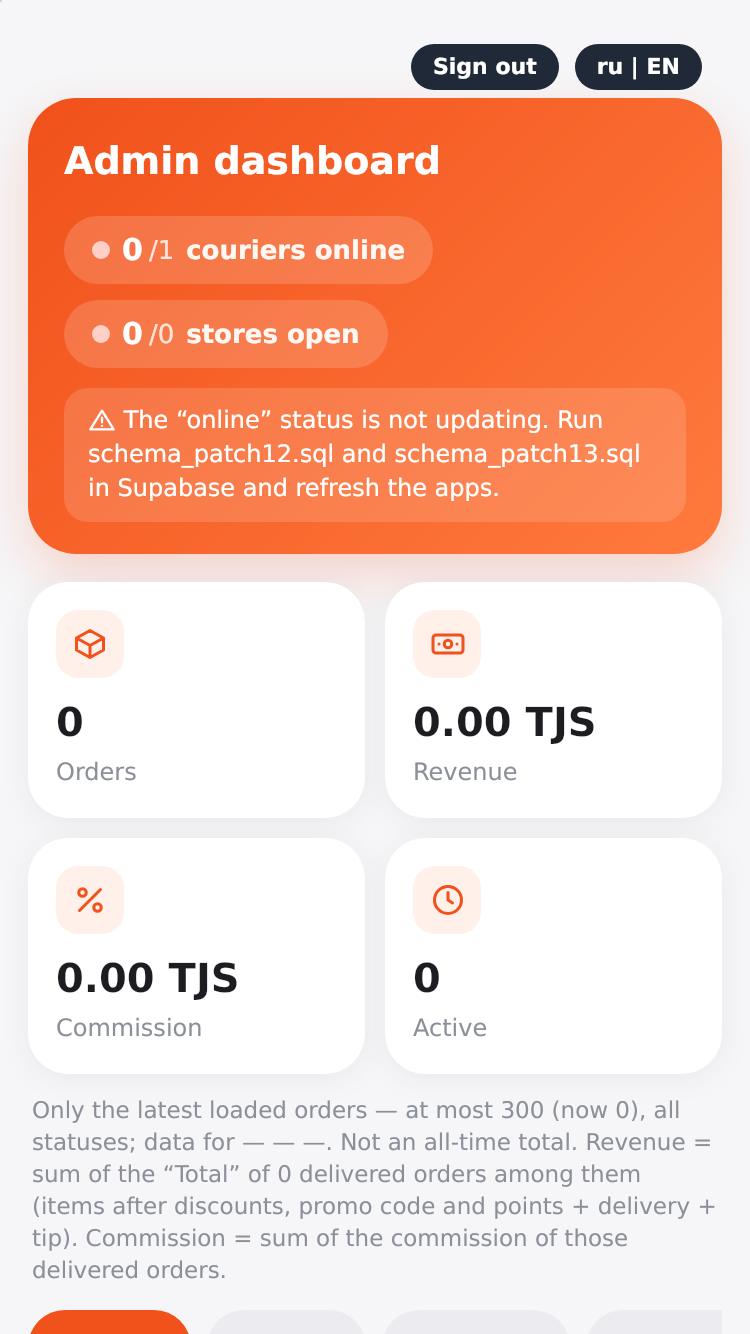 Sign out
ru | EN
Admin dashboard
0 /1 couriers online
0 /0 stores open
⚠ The “online” status is not updating. Run
schema_patch12.sql and schema_patch13.sql
in Supabase and refresh the apps.
0
Orders
0.00 TJS
Revenue
0.00 TJS
Commission
0
Active
Only the latest loaded orders — at most 300 (now 0), all
statuses; data for — — —. Not an all-time total. Revenue =
sum of the “Total” of 0 delivered orders among them
(items after discounts, promo code and points + delivery +
tip). Commission = sum of the commission of those
delivered orders.